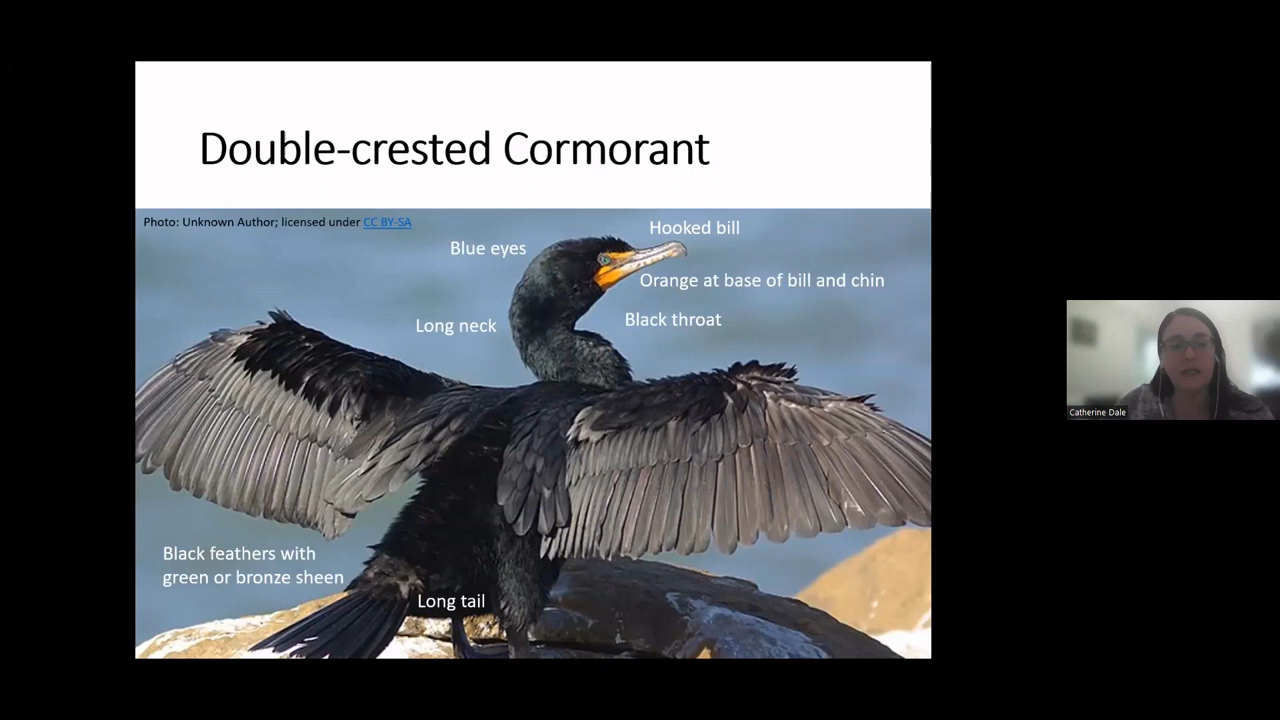 Double-crested Cormorant
Photo: Unknown Author; licensed under CC BY-SA
Hooked bill
Blue eyes
Orange at base of bill and chin
Black throat
Long neck
Black feathers with
green or bronze sheen
Long tail
Catherine Dale